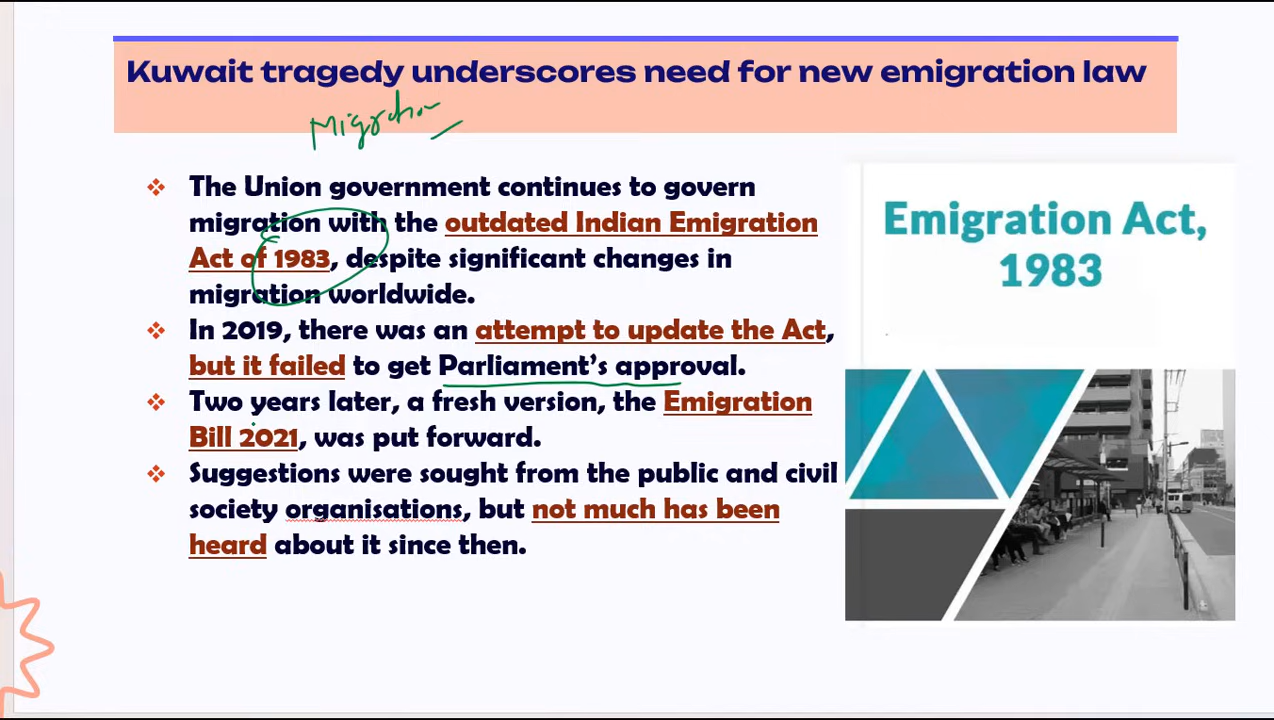 Kuwait tragedy underscores need for new emigration law
Migration
The Union government continues to govern
migration with the outdated Indian Emigration
Act of 1983, despite significant changes in
migration worldwide.
In 2019, there was an attempt to update the Act,
but it failed to get Parliament’s approval.
Two years later, a fresh version, the Emigration
Bill 2021, was put forward.
Suggestions were sought from the public and civil
society organisations, but not much has been
heard about it since then.
Emigration Act,
1983